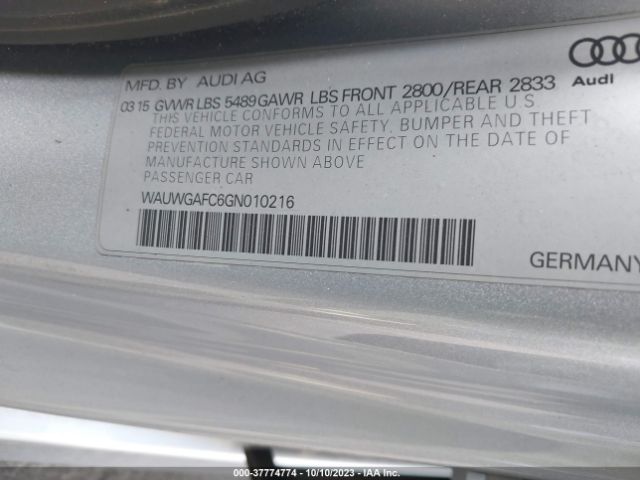 MFD. BY AUDI AG
Audi
03 15 GVWR LBS 5489 GAWR LBS FRONT 2800/REAR 2833
THIS VEHICLE CONFORMS TO ALL APPLICABLE U S
FEDERAL MOTOR VEHICLE SAFETY, BUMPER AND THEFT
PREVENTION STANDARDS IN EFFECT ON THE DATE OF
MANUFACTURE SHOWN ABOVE
PASSENGER CAR
WAUWGAFC6GN010216
GERMANY
000-37774774 | 10/10/2023 - IAA Inc.